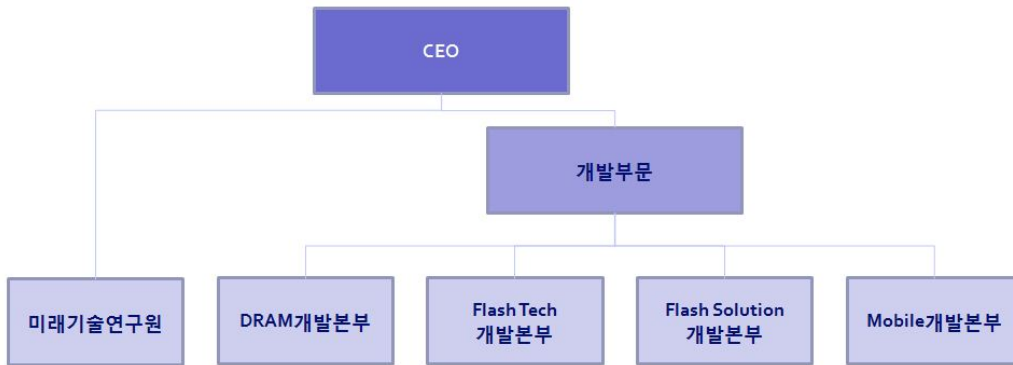 CEO
개발부문
미래기술연구원
DRAM개발본부
Flash Tech
개발본부
Flash Solution
개발본부
Mobile개발본부